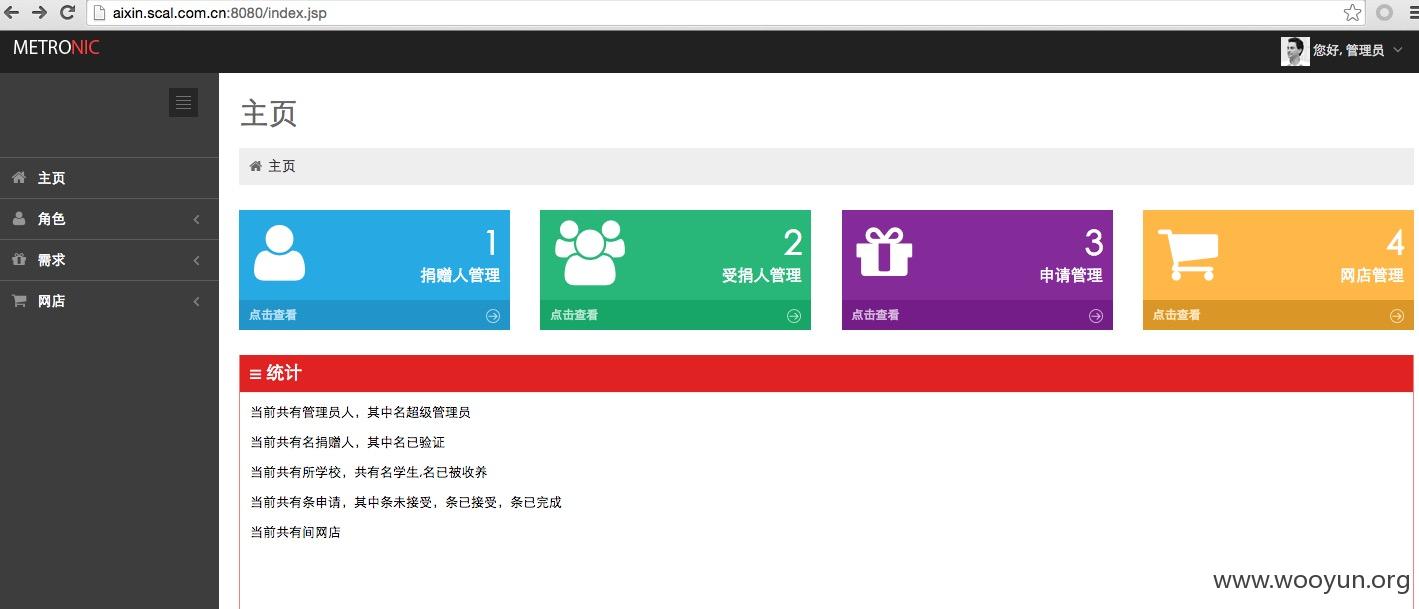 aixin.scal.com.cn:8080/index.jsp
METRONIC
您好, 管理员
主页
主页
主页
角色
需求
网店
1
捐赠人管理
点击查看
2
受捐人管理
点击查看
3
申请管理
点击查看
4
网店管理
点击查看
统计
当前共有管理员人，其中名超级管理员
当前共有名捐赠人，其中名已验证
当前共有所学校，共有名学生,名已被收养
当前共有条申请，其中条未接受，条已接受，条已完成
当前共有间网店
www.wooyun.org